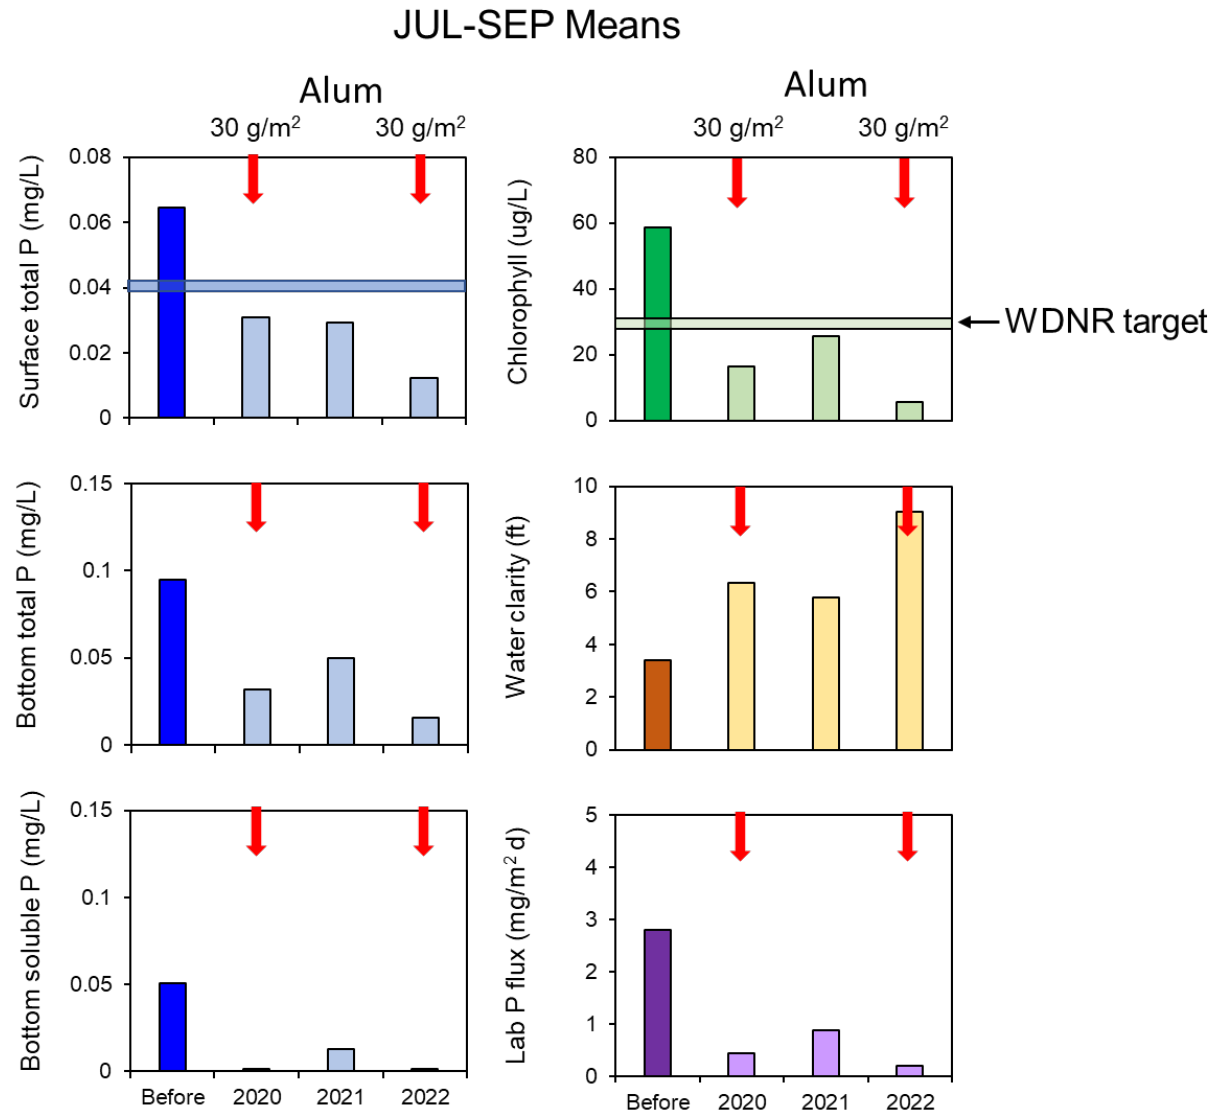 JUL-SEP Means
Alum
30 g/m² 30 g/m²
Alum
30 g/m² 30 g/m²
Surface total P (mg/L)
0.08
0.06
0.04
0.02
0
Chlorophyll (ug/L)
80
60
40
20
0
WDNR target
Bottom total P (mg/L)
0.15
0.1
0.05
0
Water clarity (ft)
10
8
6
4
2
0
Bottom soluble P (mg/L)
0.15
0.1
0.05
0
Before 2020 2021 2022
Lab P flux (mg/m² d)
5
4
3
2
1
0
Before 2020 2021 2022